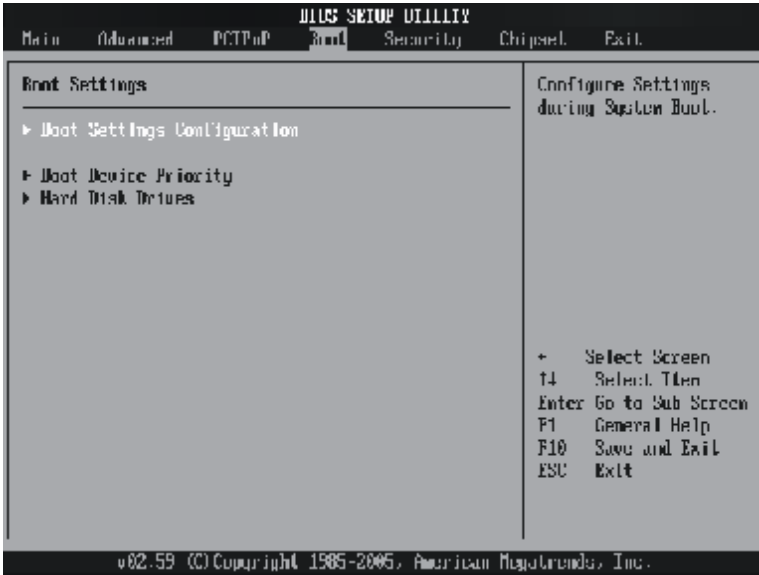 BIOS SETUP UTILITY
Main Advanced PCIPnP Boot Security Chipset Exit
Boot Settings
Configure Settings
during System Boot.
▶ Boot Settings Configuration
▶ Boot Device Priority
▶ Hard Disk Drives
← Select Screen
↑↓ Select Item
Enter Go to Sub Screen
F1 General Help
F10 Save and Exit
ESC Exit
v02.59 (C)Copyright 1985-2005, American Megatrends, Inc.